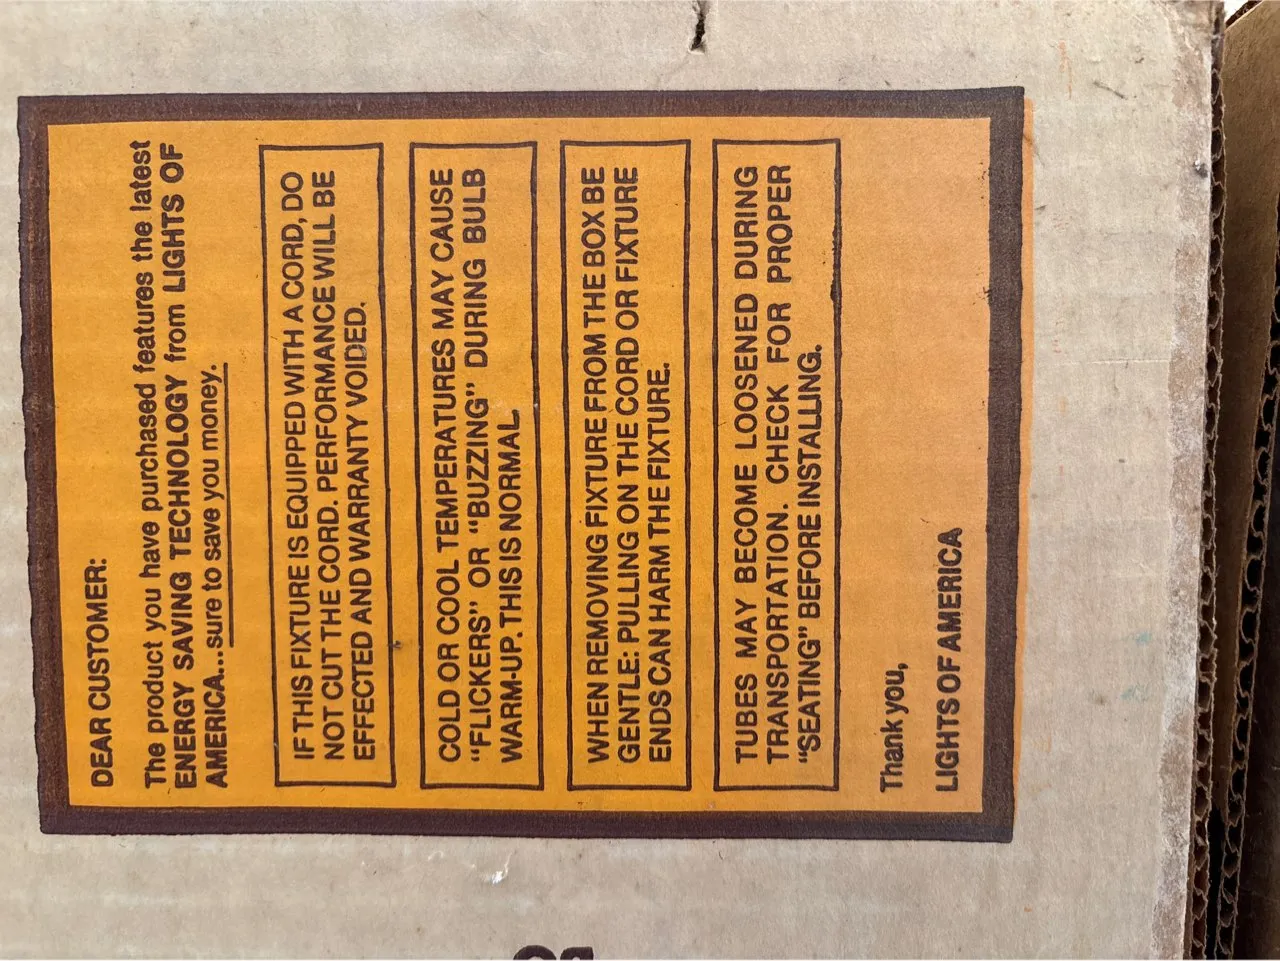 DEAR CUSTOMER:
The product you have purchased features the latest
ENERGY SAVING TECHNOLOGY from LIGHTS OF
AMERICA...sure to save you money.
IF THIS FIXTURE IS EQUIPPED WITH A CORD, DO
NOT CUT THE CORD. PERFORMANCE WILL BE
EFFECTED AND WARRANTY VOIDED.
COLD OR COOL TEMPERATURES MAY CAUSE
"FLICKERS" OR "BUZZING" DURING BULB
WARM-UP. THIS IS NORMAL
WHEN REMOVING FIXTURE FROM THE BOX BE
GENTLE: PULLING ON THE CORD OR FIXTURE
ENDS CAN HARM THE FIXTURE.
TUBES MAY BECOME LOOSENED DURING
TRANSPORTATION. CHECK FOR PROPER
"SEATING" BEFORE INSTALLING.
Thank you,
LIGHTS OF AMERICA